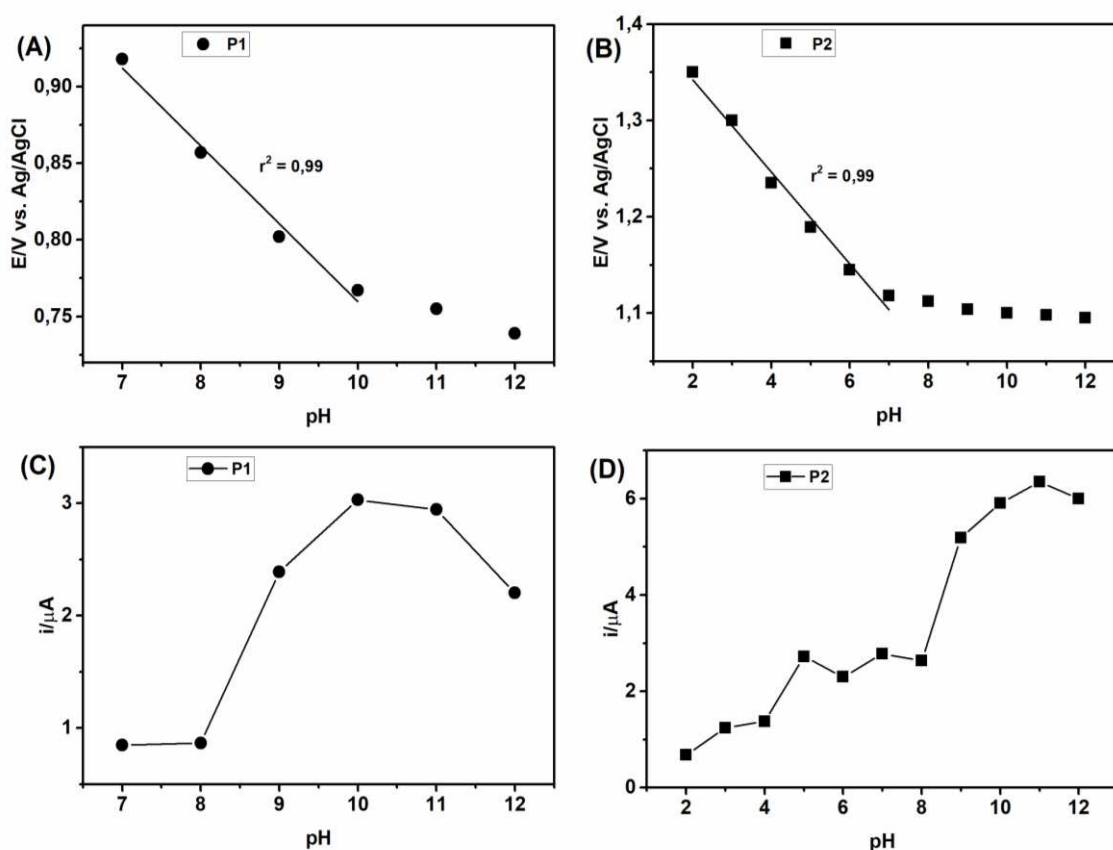 (A)
P1
0,90
0,85
0,80
0,75
E/V vs. Ag/AgCl
r² = 0,99
7 8 9 10 11 12
pH
(B)
P2
1,4
1,3
1,2
1,1
E/V vs. Ag/AgCl
r² = 0,99
2 4 6 8 10 12
pH
(C)
P1
3
2
1
i/μA
7 8 9 10 11 12
pH
(D)
P2
6
4
2
0
i/μA
2 4 6 8 10 12
pH